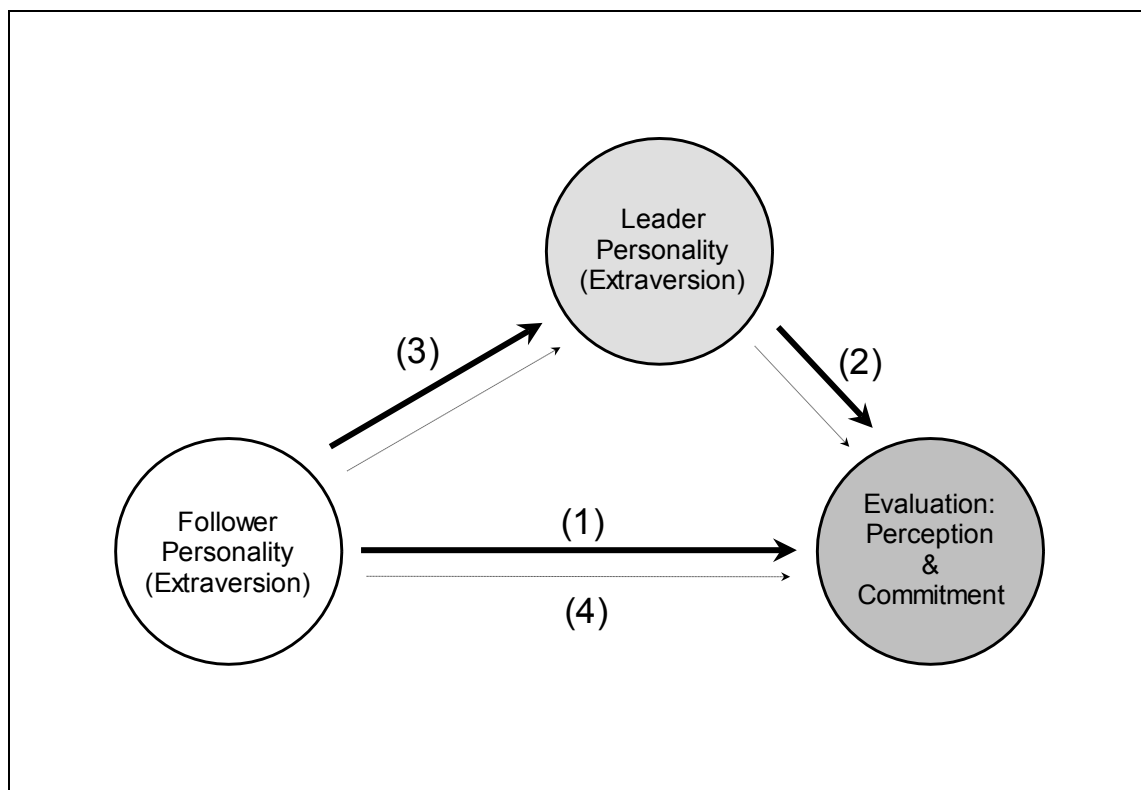 Leader
Personality
(Extraversion)
(3)
(2)
Follower
Personality
(Extraversion)
(1)
(4)
Evaluation:
Perception
&
Commitment